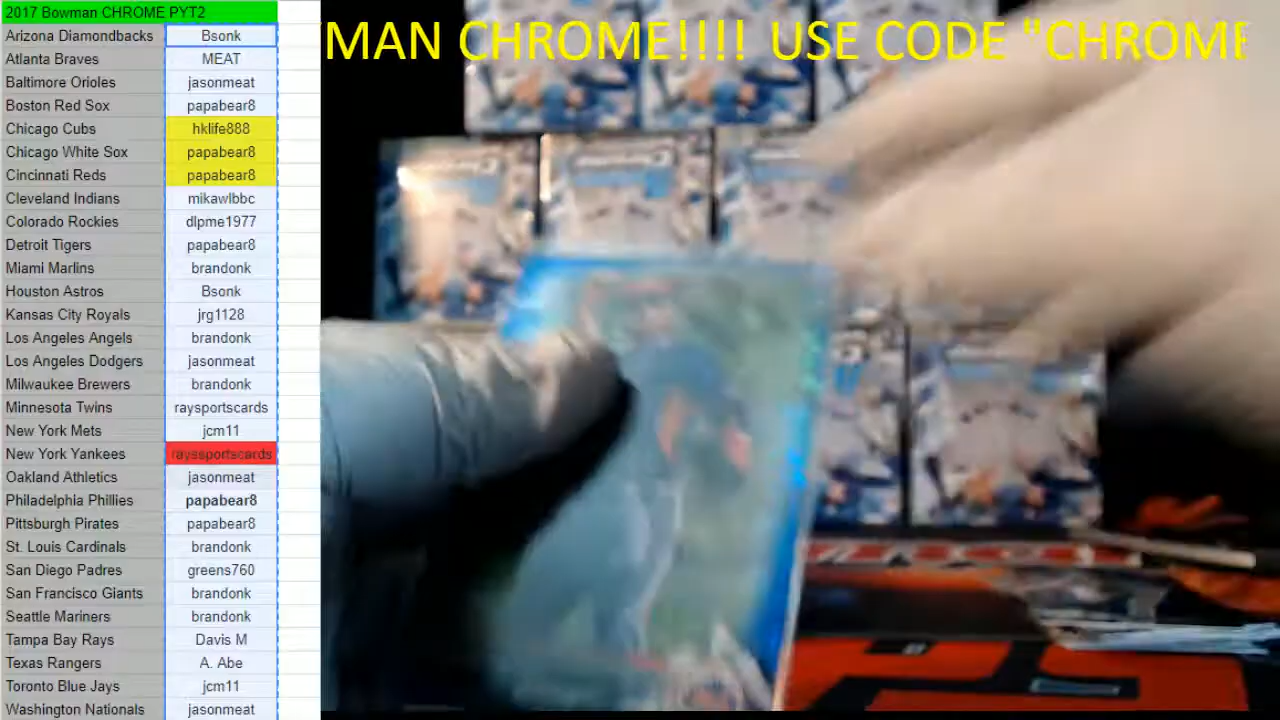 2017 Bowman CHROME PYT2
Arizona Diamondbacks Bsonk
Atlanta Braves MEAT
Baltimore Orioles jasonmeat
Boston Red Sox papabear8
Chicago Cubs hklife888
Chicago White Sox papabear8
Cincinnati Reds papabear8
Cleveland Indians mikawlbbc
Colorado Rockies dlpme1977
Detroit Tigers papabear8
Miami Marlins brandonk
Houston Astros Bsonk
Kansas City Royals jrg1128
Los Angeles Angels brandonk
Los Angeles Dodgers jasonmeat
Milwaukee Brewers brandonk
Minnesota Twins raysportscards
New York Mets jcm11
New York Yankees rayssportscards
Oakland Athletics jasonmeat
Philadelphia Phillies papabear8
Pittsburgh Pirates papabear8
St. Louis Cardinals brandonk
San Diego Padres greens760
San Francisco Giants brandonk
Seattle Mariners brandonk
Tampa Bay Rays Davis M
Texas Rangers A. Abe
Toronto Blue Jays jcm11
Washington Nationals jasonmeat
MAN CHROME!!!! USE CODE "CHROME